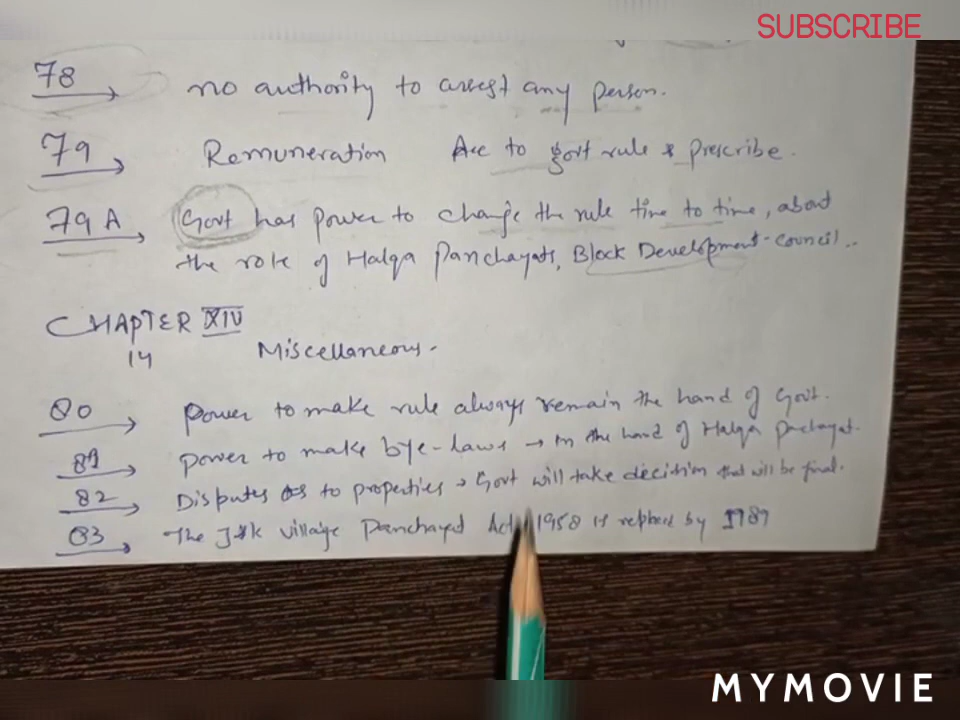 SUBSCRIBE
78 → no authority to arrest any person.
79 → Remuneration Acc to govt rule & prescribe.
79 A → Govt has power to change the rule time to time, about
the role of Halqa Panchayats, Block Development-council..
CHAPTER XIV
14 Miscellaneous.
80 → Power to make rule always remain the hand of Govt.
81 → power to make bye-laws → In the hand of Halqa pachayat.
82 → Disputes as to properties → Govt will take decision that will be final.
83 → The J&k village Panchayat Act 1958 is replaced by 1989
MYMOVIE